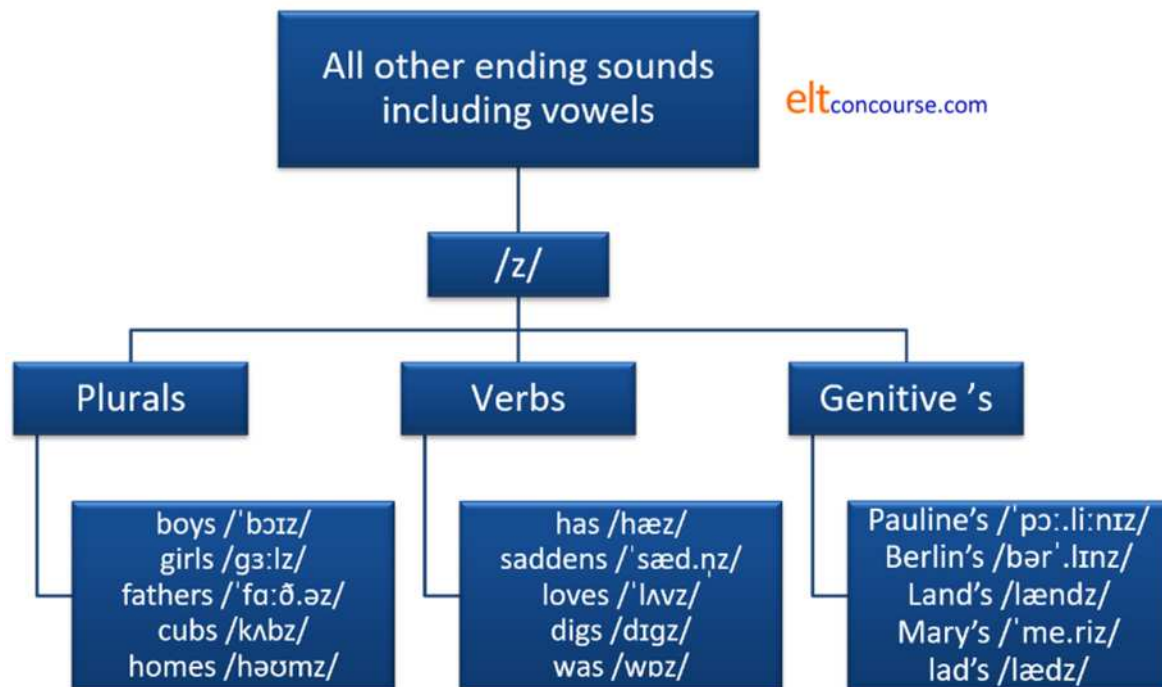 All other ending sounds
including vowels
eltconcourse.com
/z/
Plurals
Verbs
Genitive ’s
boys /ˈbɔɪz/
girls /ɡɜːlz/
fathers /ˈfɑːð.əz/
cubs /kʌbz/
homes /həʊmz/
has /hæz/
saddens /ˈsæd.n̩z/
loves /ˈlʌvz/
digs /dɪɡz/
was /wɒz/
Pauline’s /ˈpɔː.liːnɪz/
Berlin’s /bərˈ.lɪnz/
Land’s /lændz/
Mary’s /ˈme.riz/
lad’s /lædz/